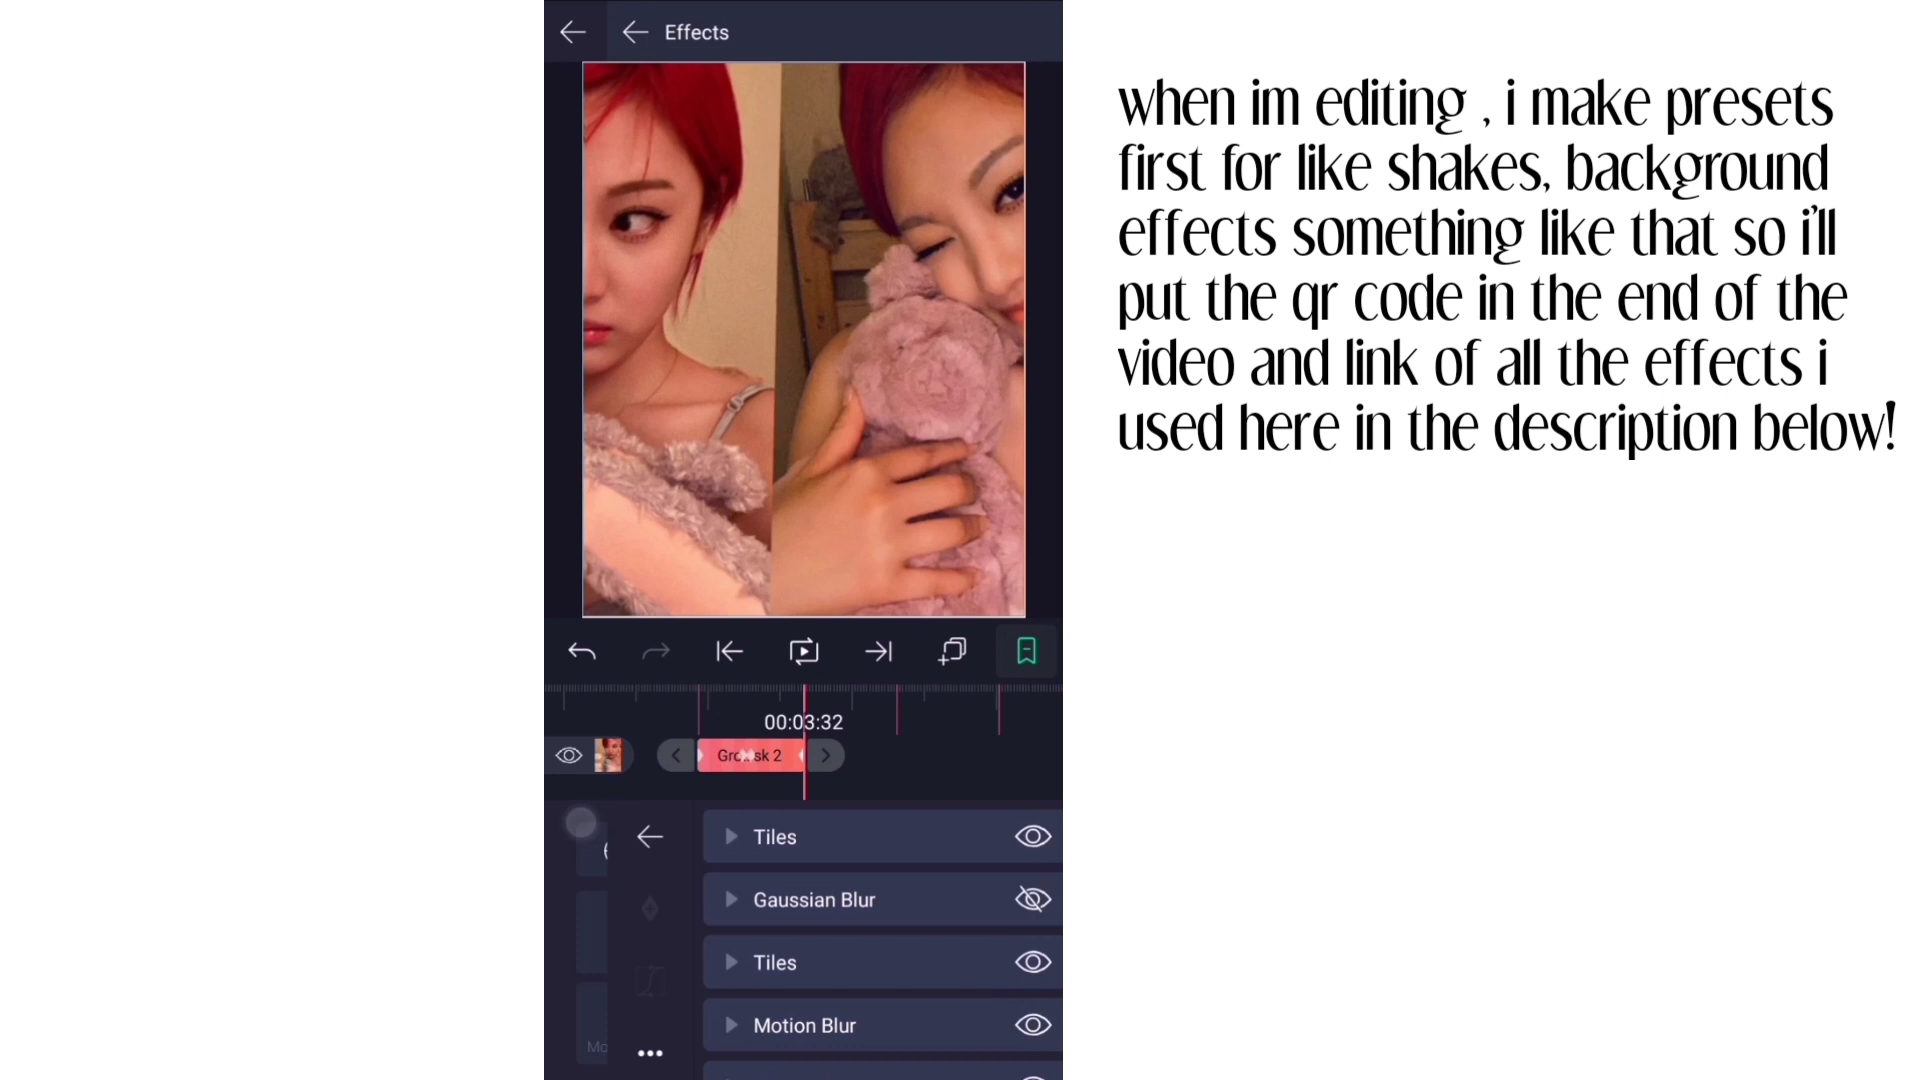 Effects
when im editing , i make presets
first for like shakes, background
effects something like that so i'll
put the qr code in the end of the
video and link of all the effects i
used here in the description below!
00:03:32
sk 2
Tiles
Gaussian Blur
Tiles
Motion Blur